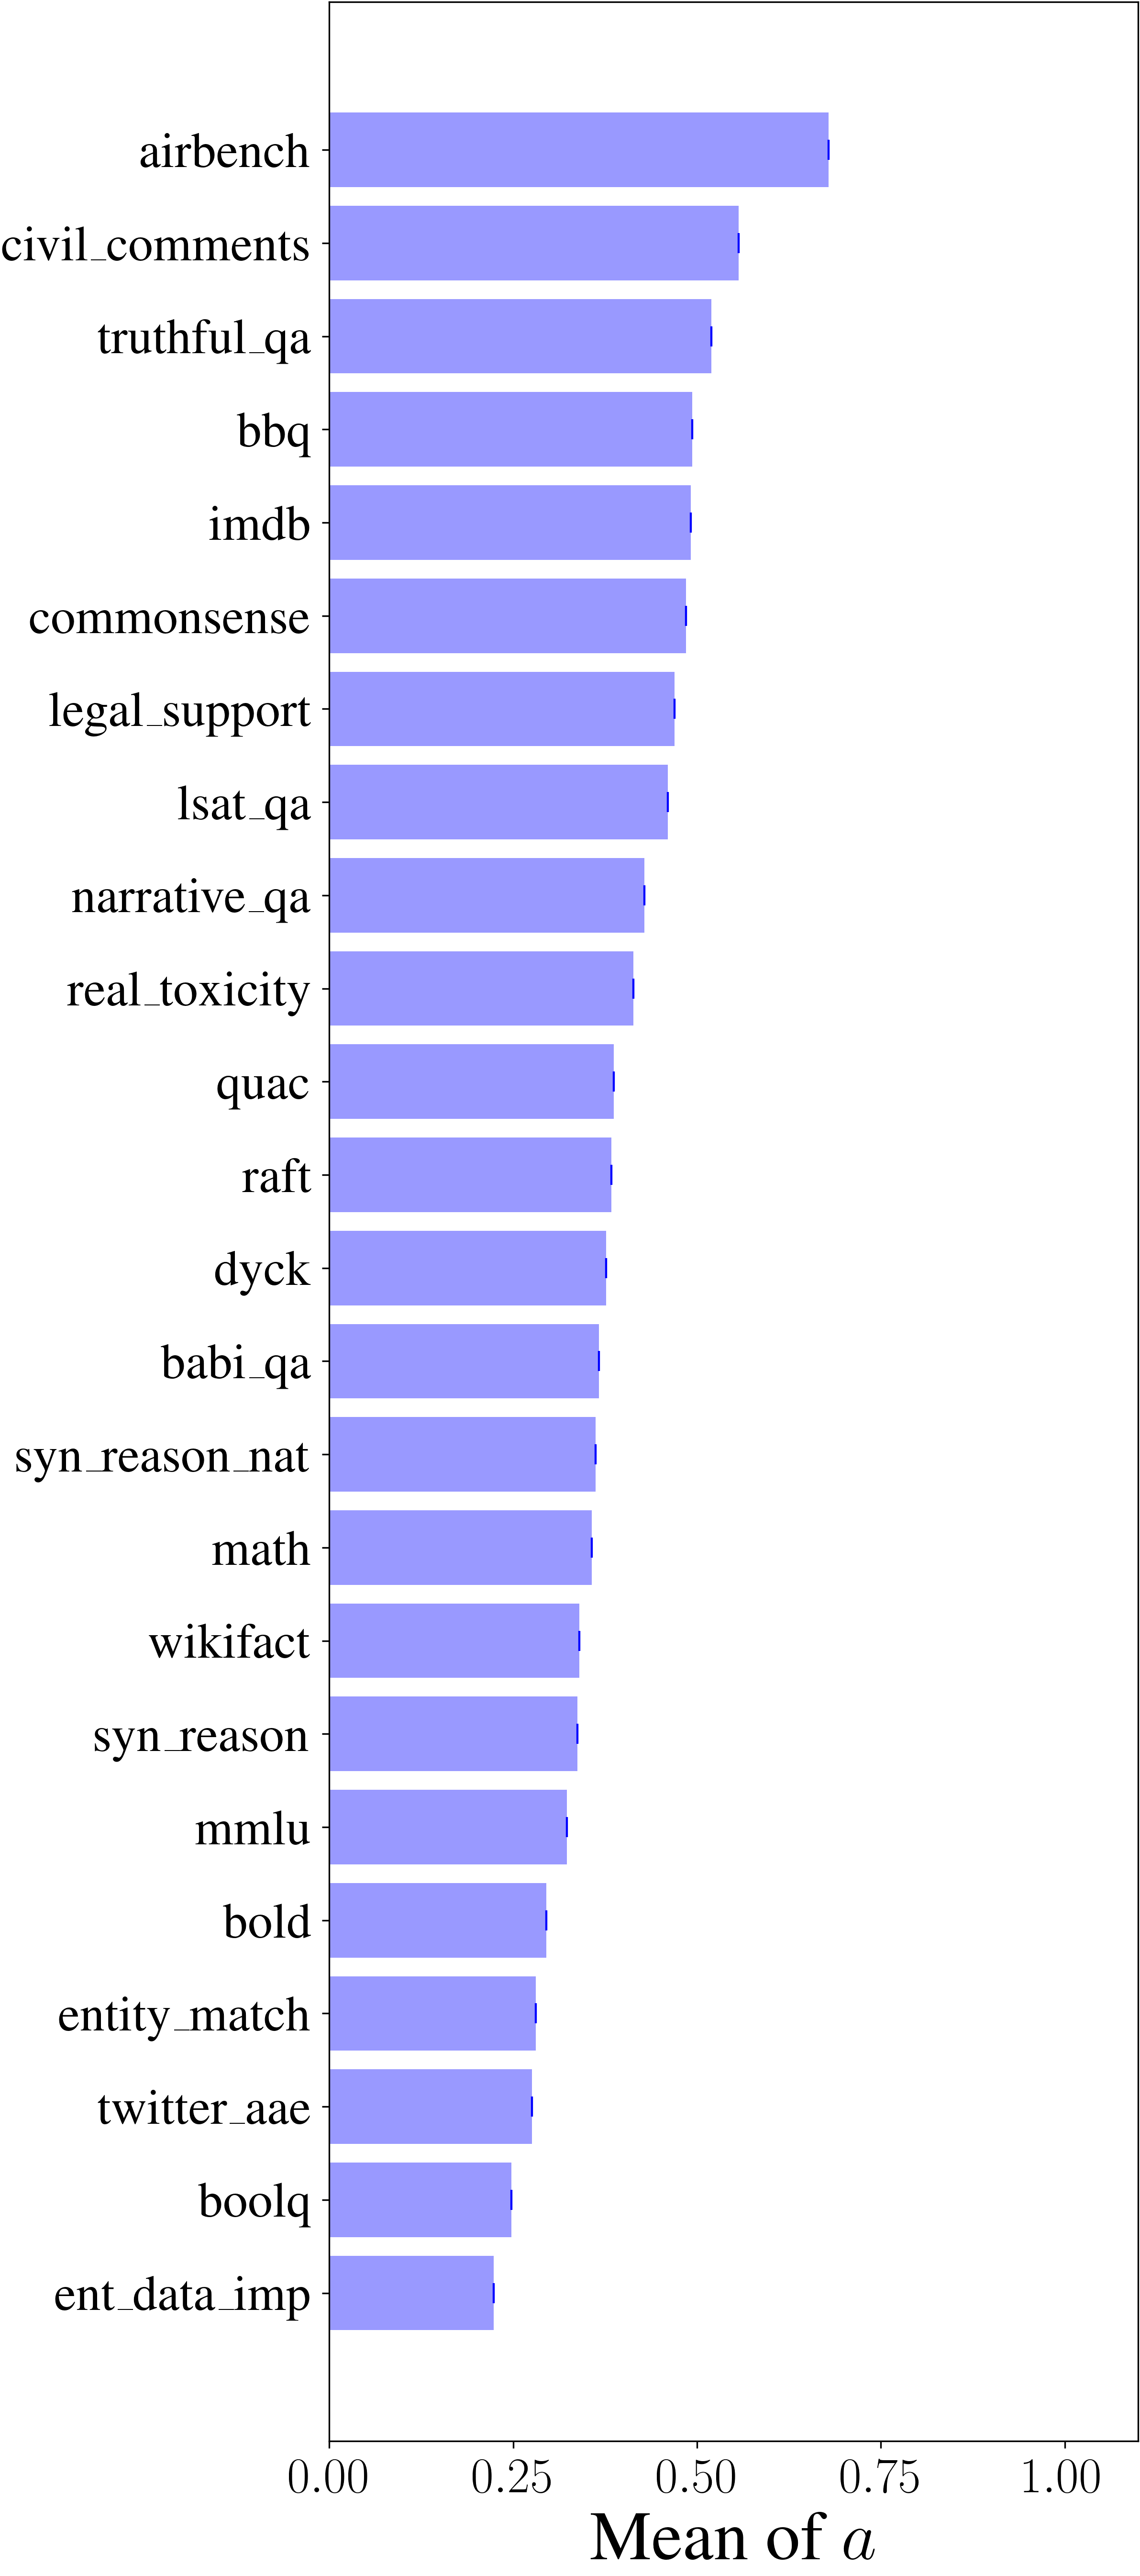 airbench
civil_comments
truthful_qa
bbq
imdb
commonsense
legal_support
lsat_qa
narrative_qa
real_toxicity
quac
raft
dyck
babi_qa
syn_reason_nat
math
wikifact
syn_reason
mmlu
bold
entity_match
twitter_aae
boolq
ent_data_imp
0.00 0.25 0.50 0.75 1.00
Mean of a